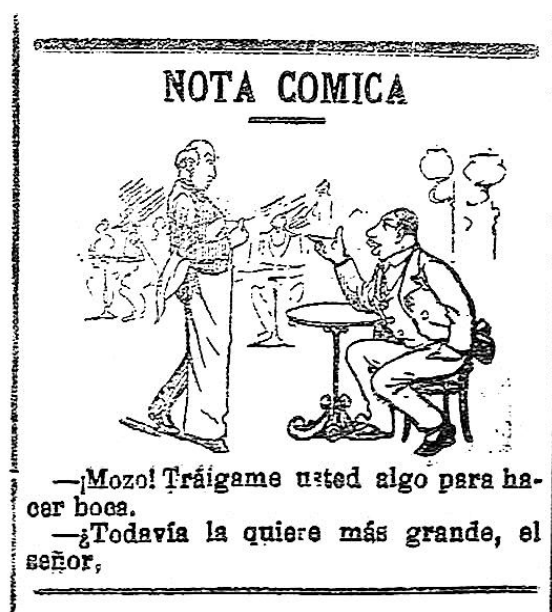 NOTA COMICA
—¡Mozo! Tráigame usted algo para ha-
cer boca.
—¿Todavía la quiere más grande, el
señor,